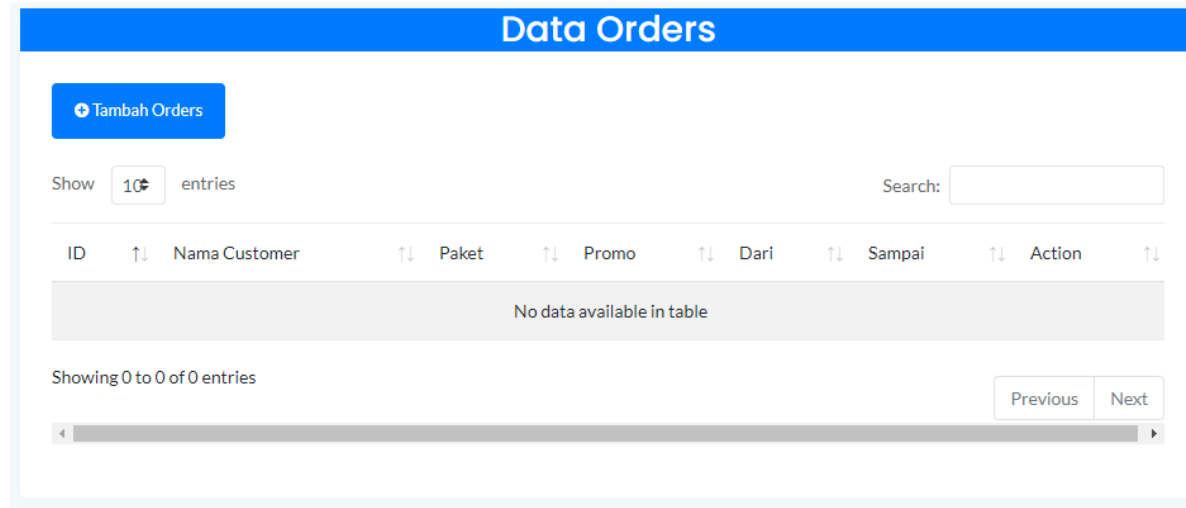 Data Orders
Tambah Orders
Show 10 entries Search:
ID Nama Customer Paket Promo Dari Sampai Action
No data available in table
Showing 0 to 0 of 0 entries
Previous Next